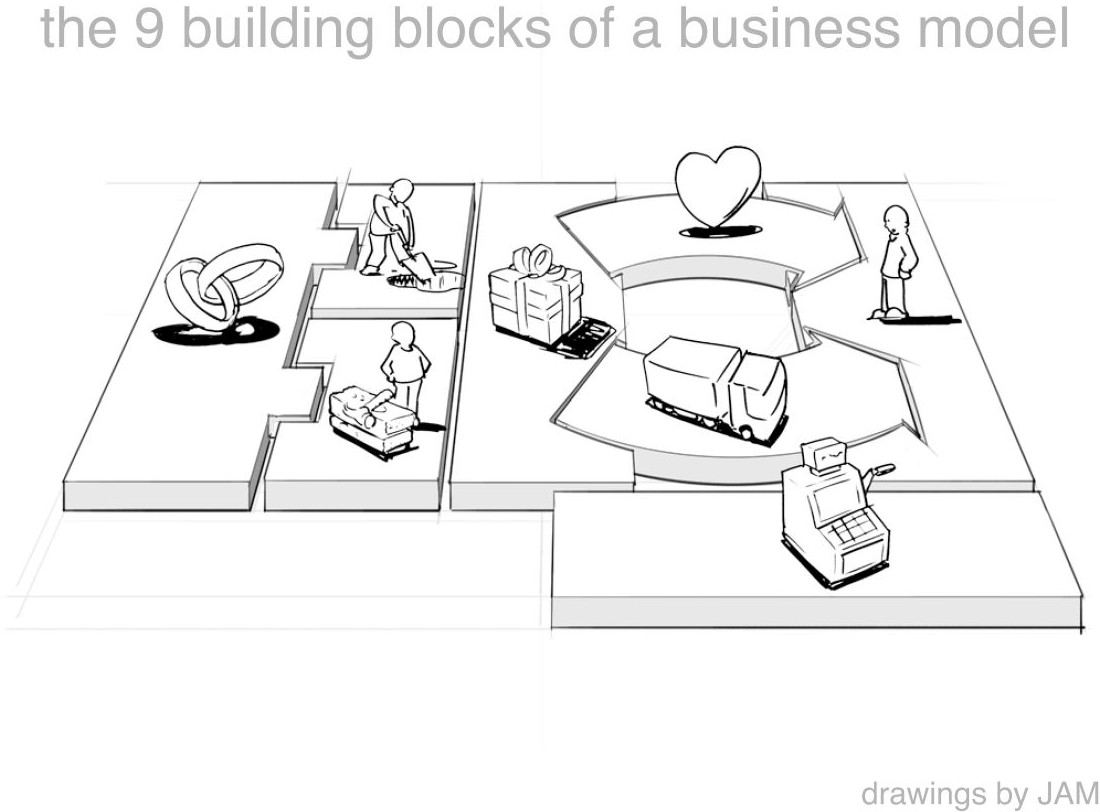 the 9 building blocks of a business model
drawings by JAM